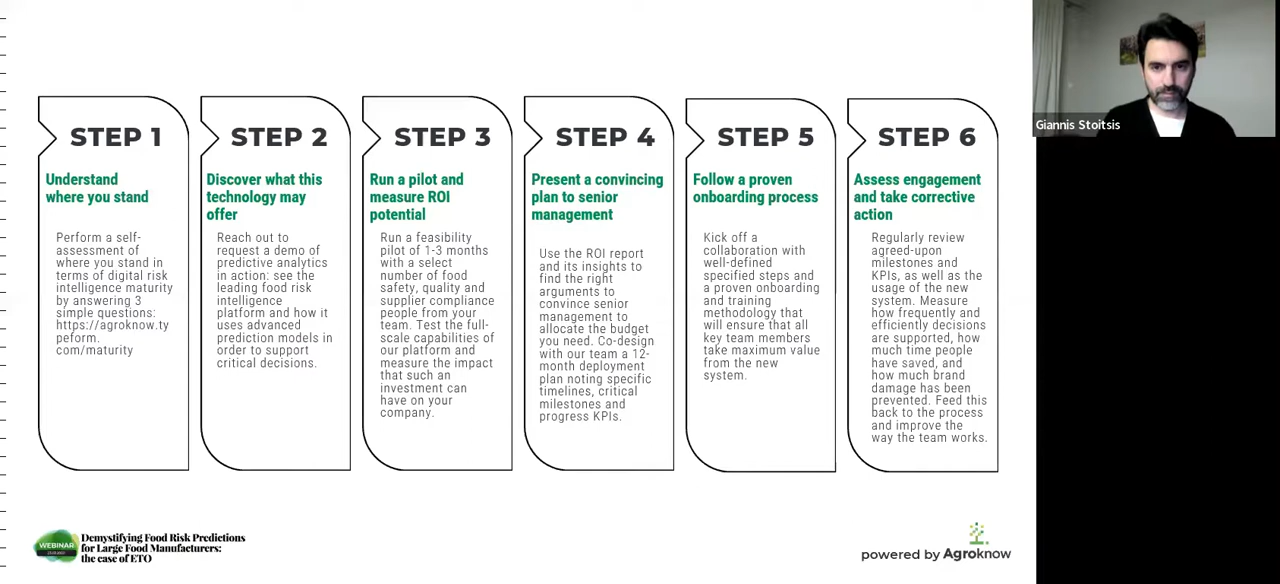 STEP 1
Understand
where you stand
Perform a self-
assessment of
where you stand in
terms of digital risk
intelligence maturity
by answering 3
simple questions:
https://agroknow.ty
peform.
com/maturity
STEP 2
Discover what this
technology may
offer
Reach out to
request a demo of
predictive analytics
in action: see the
leading food risk
intelligence
platform and how it
uses advanced
prediction models in
order to support
critical decisions.
STEP 3
Run a pilot and
measure ROI
potential
Run a feasibility
pilot of 1-3 months
with a select
number of food
safety, quality and
supplier compliance
people from your
team. Test the full-
scale capabilities of
our platform and
measure the impact
that such an
investment can
have on your
company.
STEP 4
Present a convincing
plan to senior
management
Use the ROI report
and its insights to
find the right
arguments to
convince senior
management to
allocate the budget
you need. Co-design
with our team a 12-
month deployment
plan noting specific
timelines, critical
milestones and
progress KPIs.
STEP 5
Follow a proven
onboarding process
Kick off a
collaboration with
well-defined
specified steps and
a proven onboarding
and training
methodology that
will ensure that all
key team members
take maximum value
from the new
system.
STEP 6
Assess engagement
and take corrective
action
Regularly review
agreed-upon
milestones and
KPIs, as well as the
usage of the new
system. Measure
how frequently and
efficiently decisions
are supported, how
much time people
have saved, and
how much brand
damage has been
prevented. Feed this
back to the process
and improve the
way the team works.
Giannis Stoitsis
WEBINAR
Demystifying Food Risk Predictions
for Large Food Manufacturers:
the case of ETO
powered by Agroknow